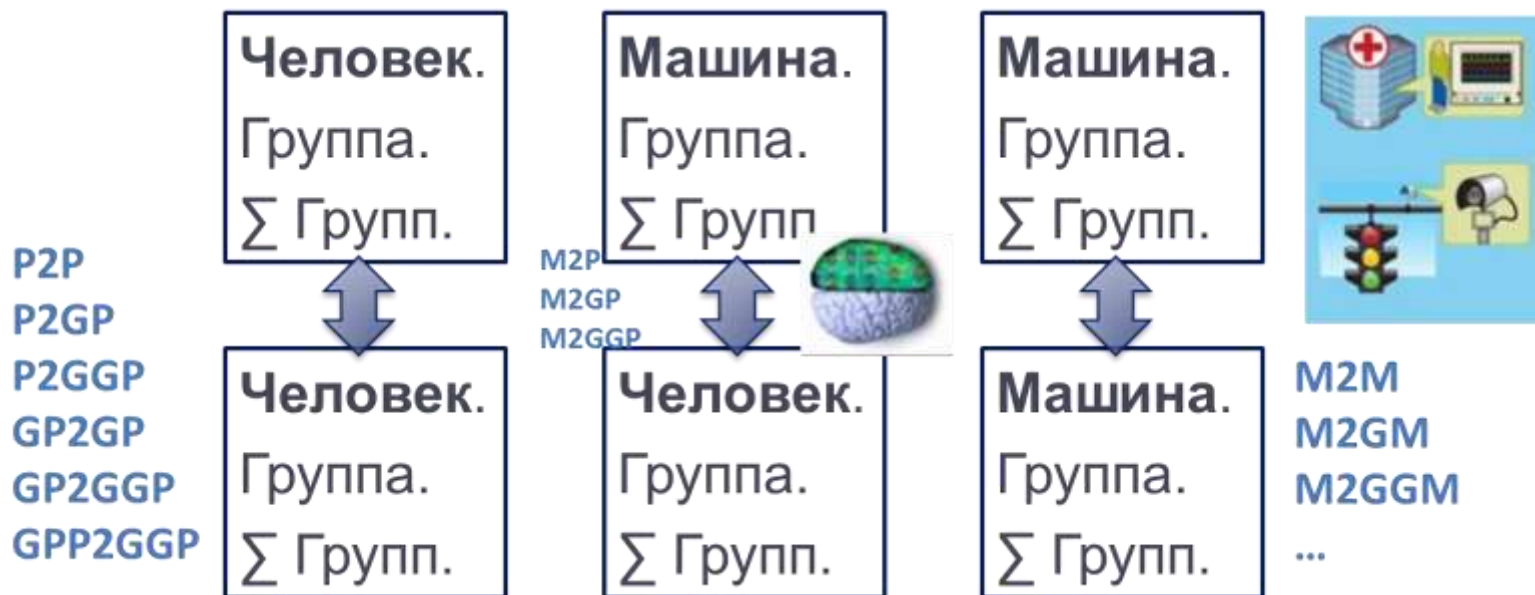 Человек.
Группа.
∑ Групп.
Машина.
Группа.
∑ Групп
Машина.
Группа.
∑ Групп.
P2P
P2GP
P2GGP
GP2GP
GP2GGP
GPP2GGP
M2P
M2GP
M2GGP
Человек.
Группа.
∑ Групп.
Человек.
Группа.
∑ Групп.
Машина.
Группа.
∑ Групп.
M2M
M2GM
M2GGM
...